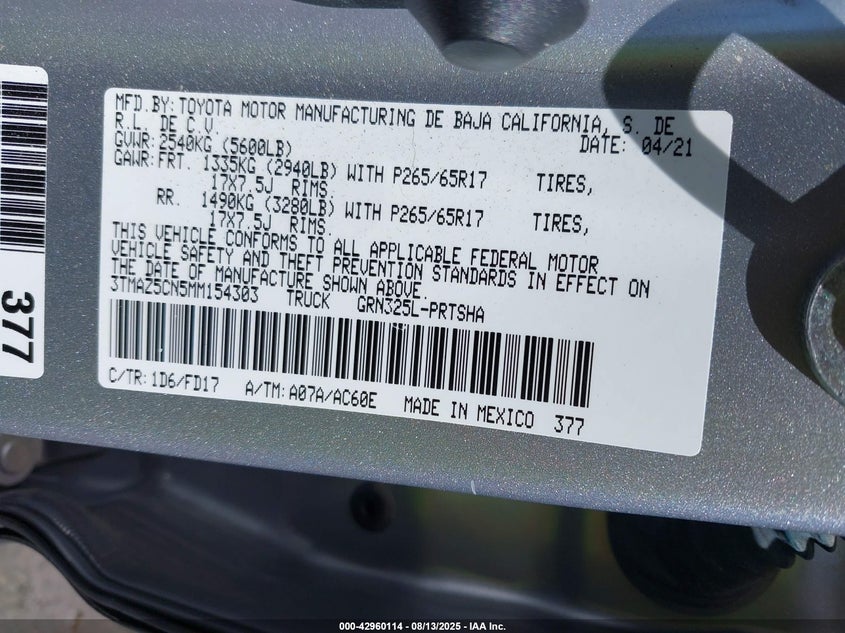 MFD. BY: TOYOTA MOTOR MANUFACTURING DE BAJA CALIFORNIA, S. DE
R.L. DE C.V. DATE: 04/21
GVWR: 2540KG (5600LB)
GAWR: FRT. 1335KG (2940LB) WITH P265/65R17 TIRES,
17X7.5J RIMS.
RR. 1490KG (3280LB) WITH P265/65R17 TIRES,
17X7.5J RIMS.
THIS VEHICLE CONFORMS TO ALL APPLICABLE FEDERAL MOTOR
VEHICLE SAFETY AND THEFT PREVENTION STANDARDS IN EFFECT ON
THE DATE OF MANUFACTURE SHOWN ABOVE.
3TMAZ5CN5MM154303 TRUCK GRN325L-PRTSHA
C/TR: 1D6/FD17 A/TM: A07A/AC60E MADE IN MEXICO 377
377
000-42960114 - 08/13/2025 - IAA Inc.